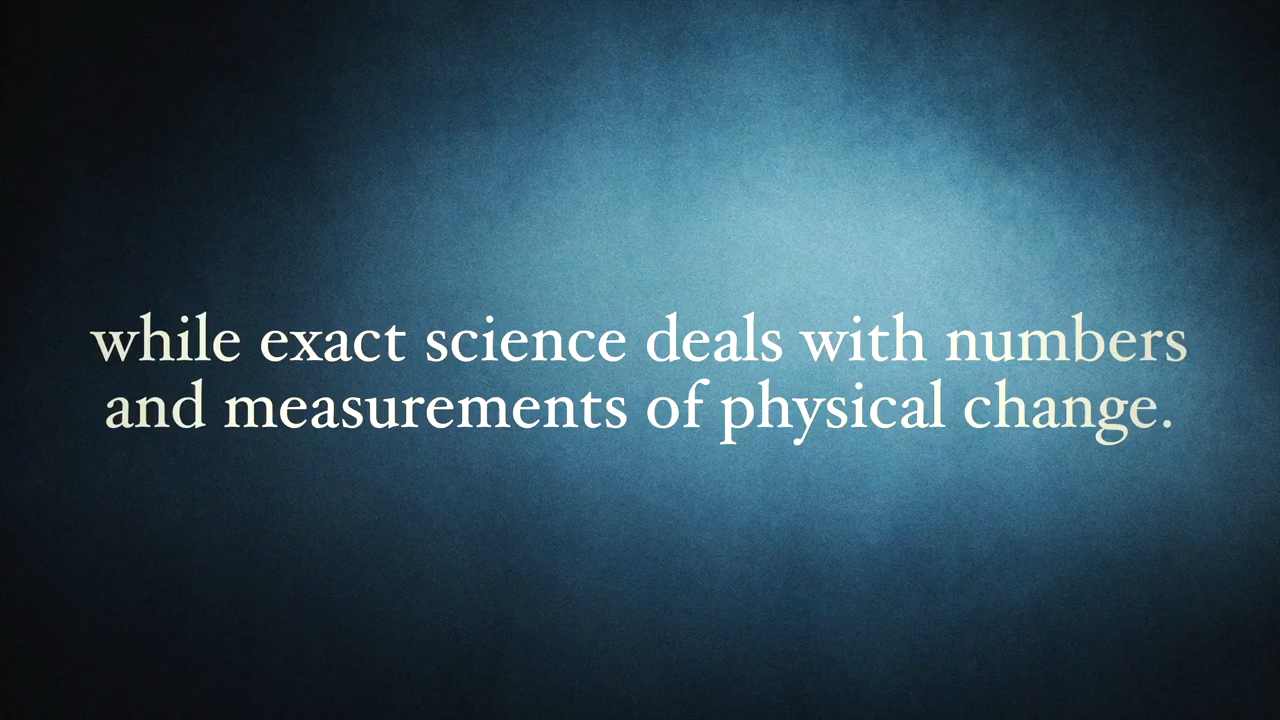 while exact science deals with numbers
and measurements of physical change.